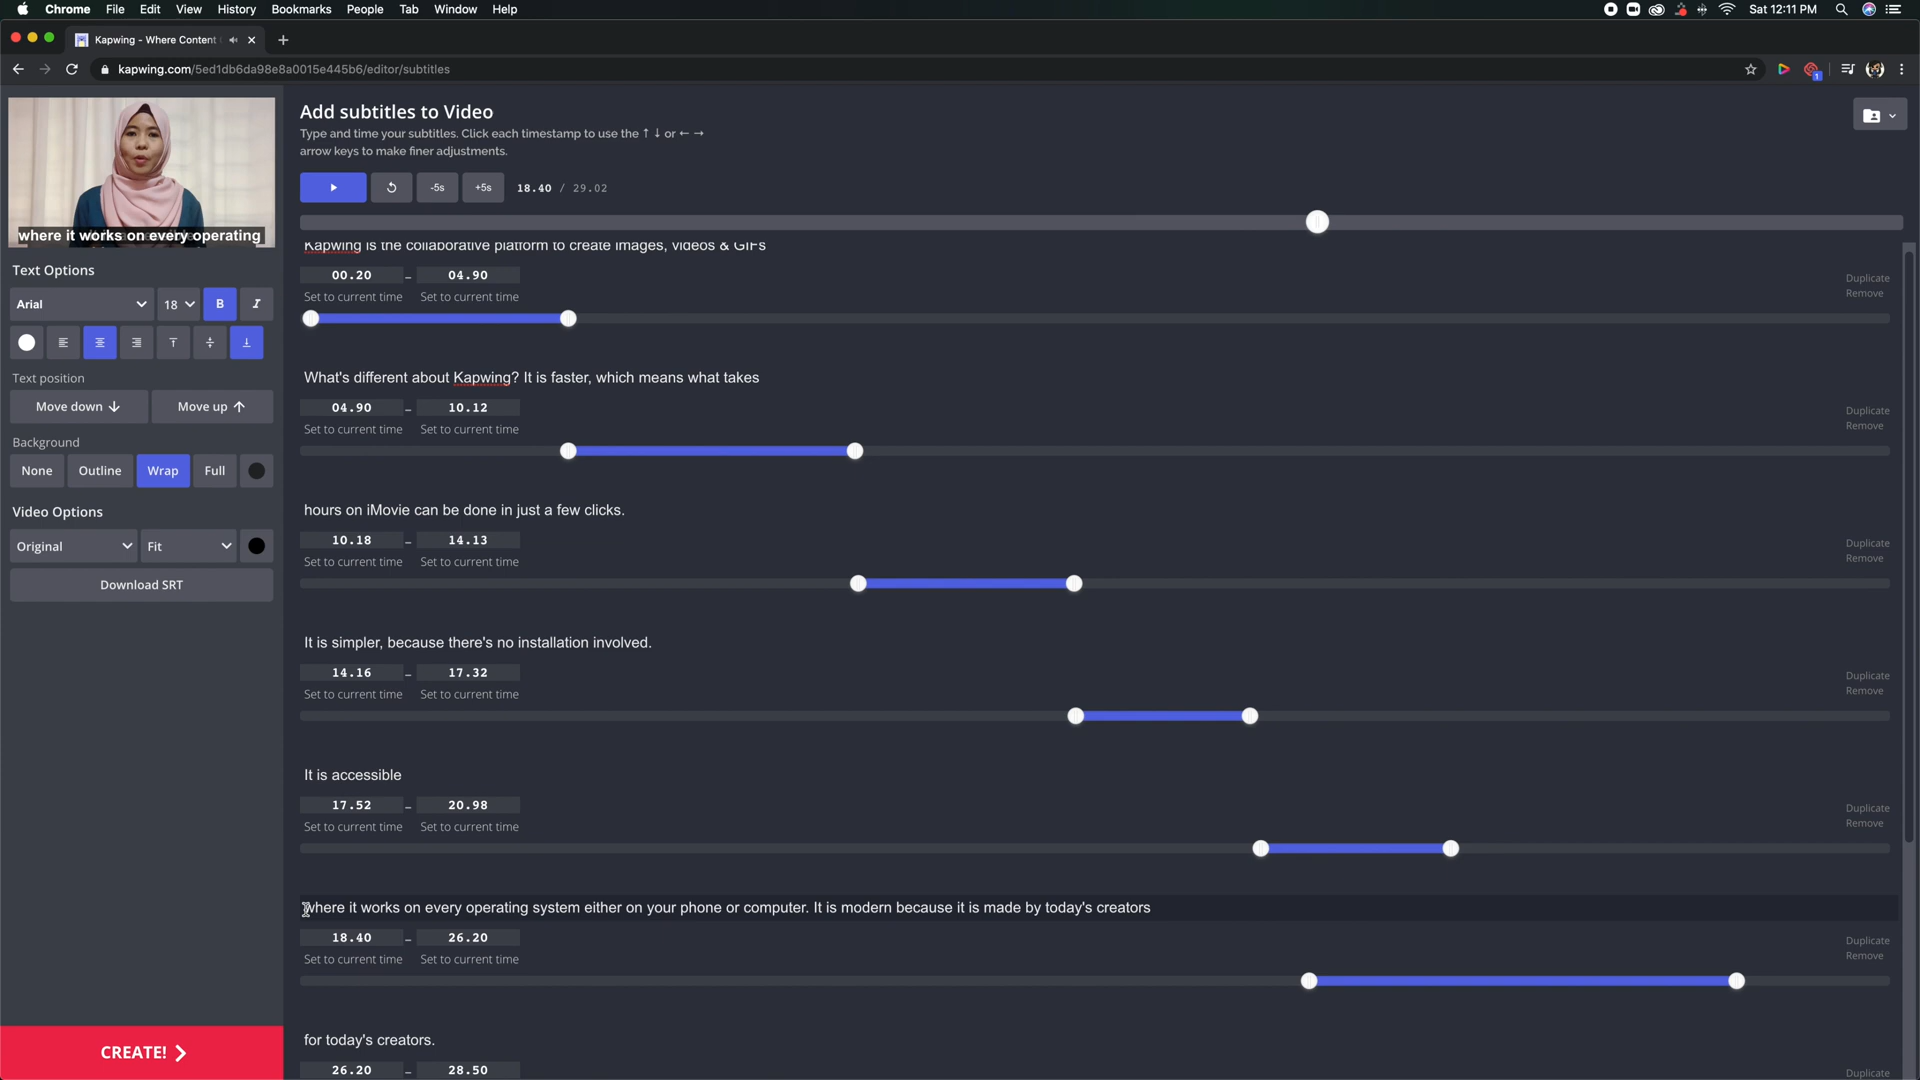 Chrome File Edit View History Bookmarks People Tab Window Help
Sat 12:11 PM
Kapwing - Where Content
kapwing.com/5ed1db6da98e8a0015e445b6/editor/subtitles
1
where it works on every operating
Add subtitles to Video
Type and time your subtitles. Click each timestamp to use the ↑ ↓ or ← →
arrow keys to make finer adjustments.
-5s +5s 18.40 / 29.02
Text Options
Arial 18 B I
T
Text position
Move down ↓ Move up ↑
Background
None Outline Wrap Full
Video Options
Original Fit
Download SRT
CREATE!
Kapwing is the collaborative platform to create images, videos & GIFs
00.20 – 04.90
Set to current time Set to current time
Duplicate
Remove
What's different about Kapwing? It is faster, which means what takes
04.90 – 10.12
Set to current time Set to current time
Duplicate
Remove
hours on iMovie can be done in just a few clicks.
10.18 – 14.13
Set to current time Set to current time
Duplicate
Remove
It is simpler, because there's no installation involved.
14.16 – 17.32
Set to current time Set to current time
Duplicate
Remove
It is accessible
17.52 – 20.98
Set to current time Set to current time
Duplicate
Remove
where it works on every operating system either on your phone or computer. It is modern because it is made by today's creators
18.40 – 26.20
Set to current time Set to current time
Duplicate
Remove
for today's creators.
26.20 – 28.50
Duplicate